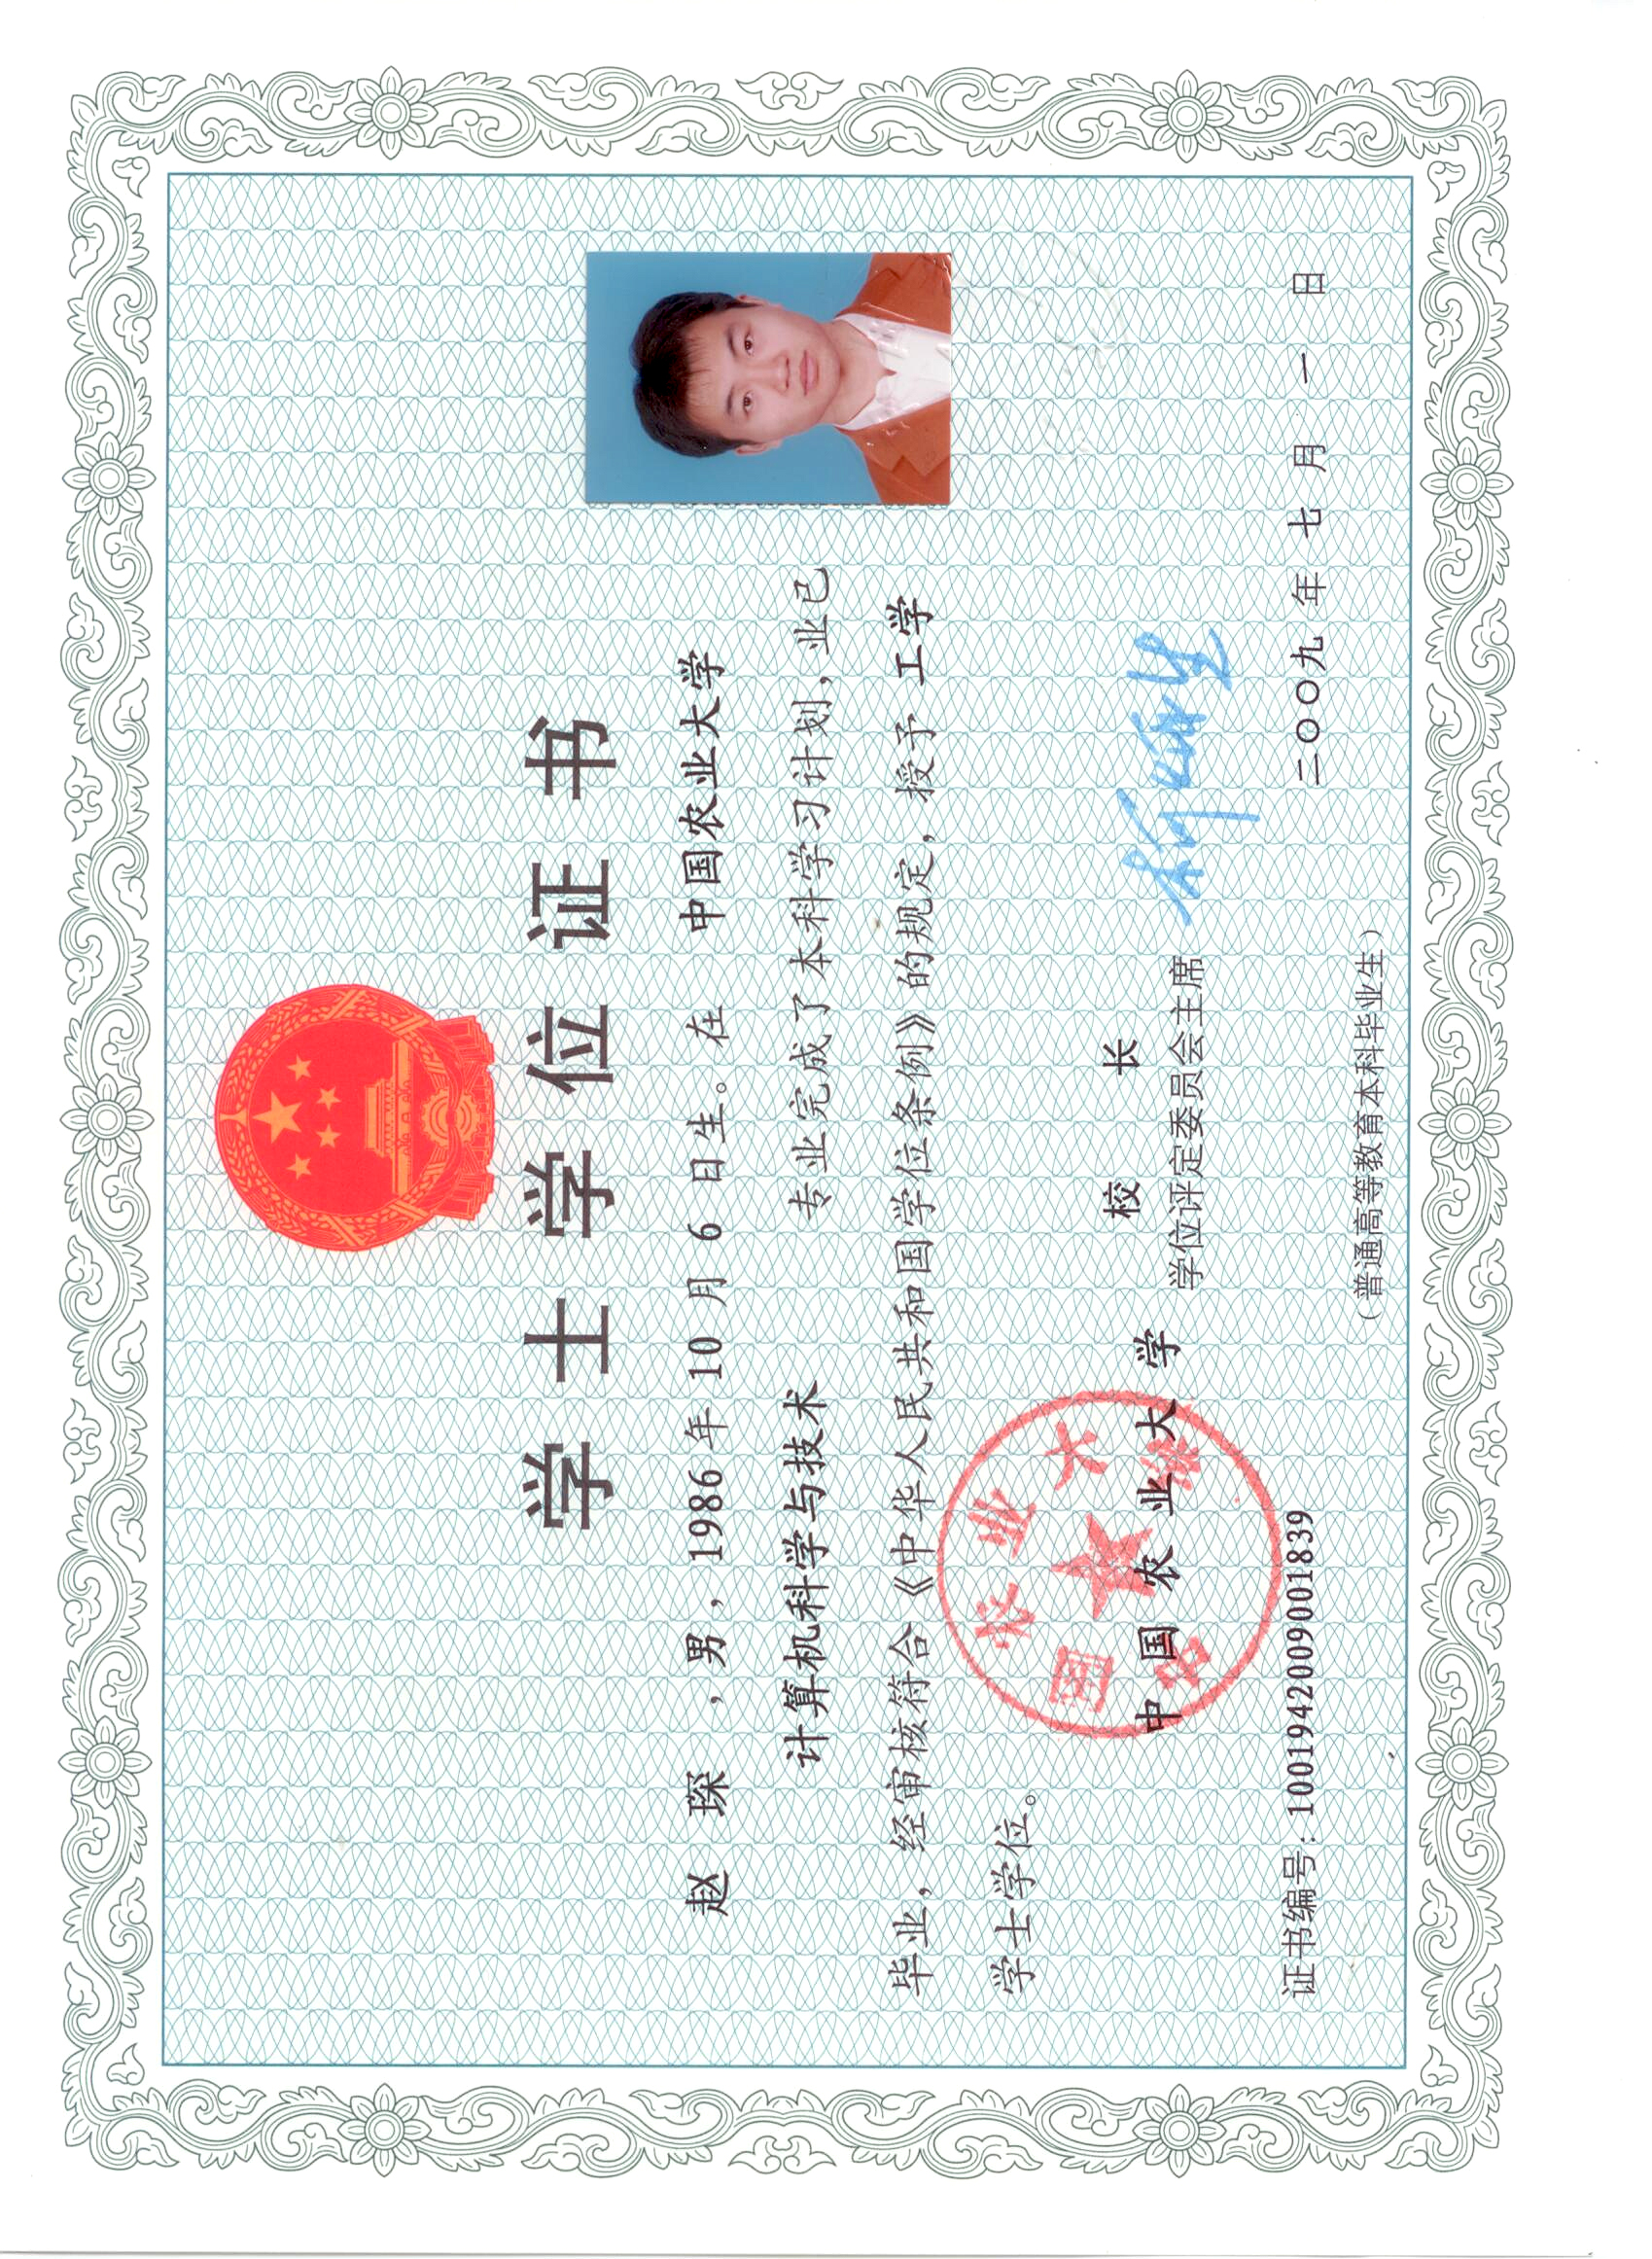 学士学位证书
赵 琛 ,男,1986年10月6日生。在 中国农业大学
计算机科学与技术 专业完成了本科学习计划,业已
毕业,经审核符合《中华人民共和国学位条例》的规定,授予 工学
学士学位。
校 长
中国农业大学
学位评定委员会主席
证书编号:1001942009001839
二〇〇九年七月一日
(普通高等教育本科毕业生)
中国农业大学